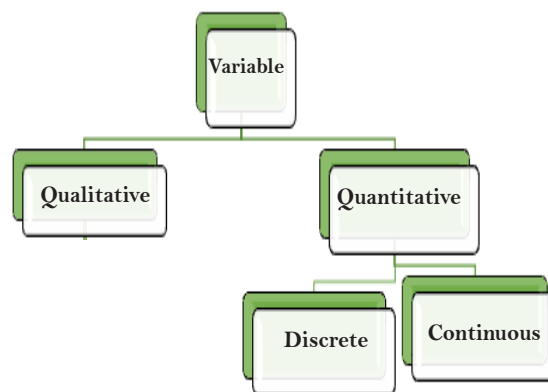 Variable
Qualitative
Quantitative
Discrete
Continuous